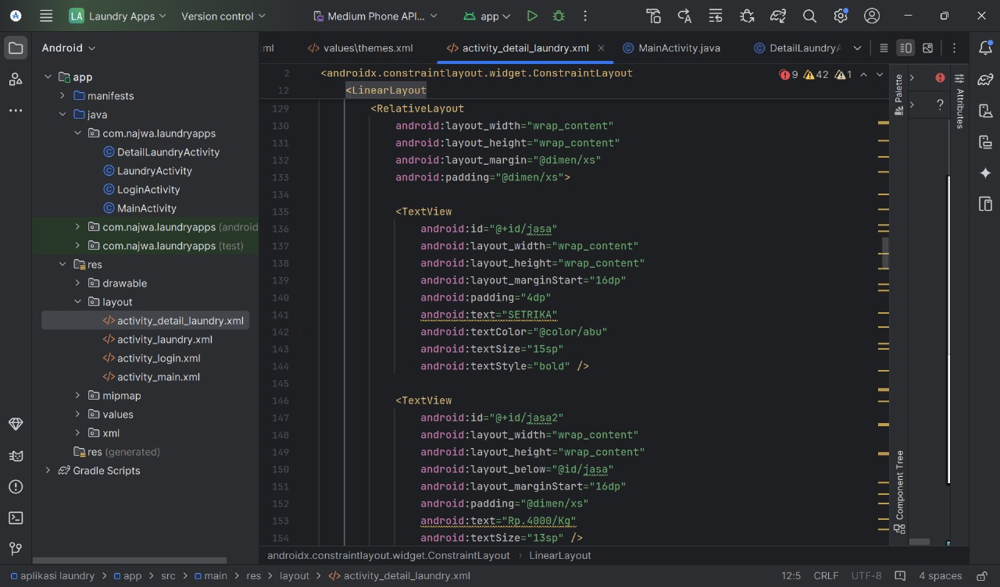 LA Laundry Apps Version control Medium Phone API... app
Android
app
manifests
java
com.najwa.laundryapps
DetailLaundryActivity
LaundryActivity
LoginActivity
MainActivity
com.najwa.laundryapps (android
com.najwa.laundryapps (test)
res
drawable
layout
activity_detail_laundry.xml
activity_laundry.xml
activity_login.xml
activity_main.xml
mipmap
values
xml
res (generated)
Gradle Scripts
ml values\themes.xml activity_detail_laundry.xml MainActivity.java DetailLaundryA
9 42 1
2 <androidx.constraintlayout.widget.ConstraintLayout
12 <LinearLayout
129 <RelativeLayout
130 android:layout_width="wrap_content"
131 android:layout_height="wrap_content"
132 android:layout_margin="@dimen/xs"
133 android:padding="@dimen/xs">
134
135 <TextView
136 android:id="@+id/jasa"
137 android:layout_width="wrap_content"
138 android:layout_height="wrap_content"
139 android:layout_marginStart="16dp"
140 android:padding="4dp"
141 android:text="SETRIKA"
142 android:textColor="@color/abu"
143 android:textSize="15sp"
144 android:textStyle="bold" />
145
146 <TextView
147 android:id="@+id/jasa2"
148 android:layout_width="wrap_content"
149 android:layout_height="wrap_content"
150 android:layout_below="@id/jasa"
151 android:layout_marginStart="16dp"
152 android:padding="@dimen/xs"
153 android:text="Rp.4000/Kg"
154 android:textSize="13sp" />
Palette
Component Tree
Attributes
androidx.constraintlayout.widget.ConstraintLayout › LinearLayout
aplikasi laundry > app > src > main > res > layout > activity_detail_laundry.xml 12:5 CRLF UTF-8 4 spaces